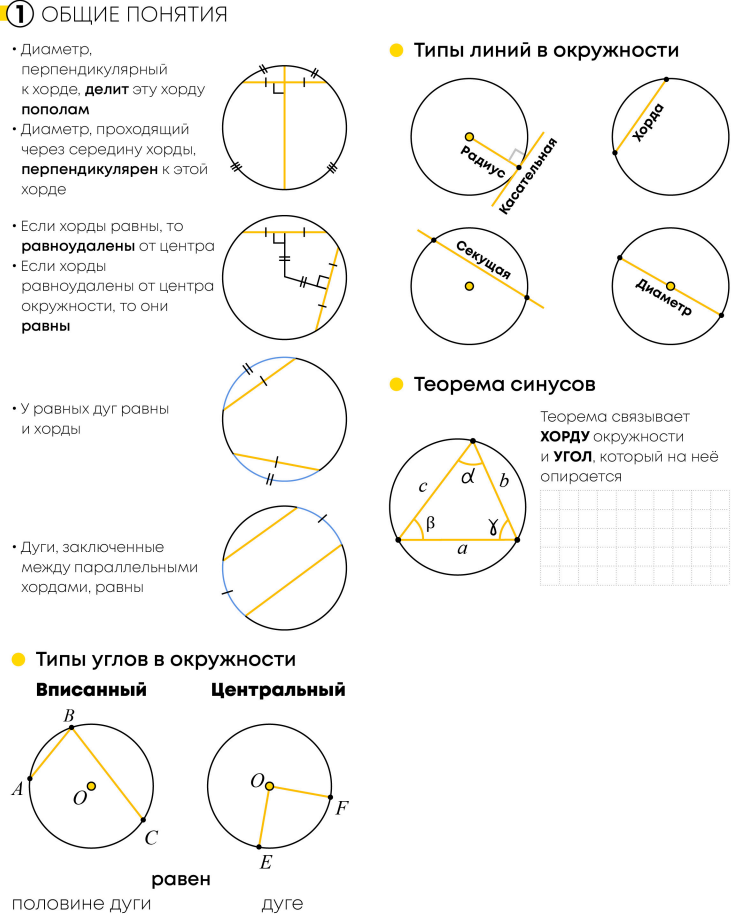 1 ОБЩИЕ ПОНЯТИЯ
• Диаметр,
перпендикулярный
к хорде, делит эту хорду
пополам
• Диаметр, проходящий
через середину хорды,
перпендикулярен к этой
хорде
• Если хорды равны, то
равноудалены от центра
• Если хорды
равноудалены от центра
окружности, то они
равны
• У равных дуг равны
и хорды
• Дуги, заключенные
между параллельными
хордами, равны
Типы линий в окружности
Радиус
Касательная
Хорда
Секущая
Диаметр
Теорема синусов
Теорема связывает
ХОРДУ окружности
и УГОЛ, который на неё
опирается
c
α
b
β
γ
a
Типы углов в окружности
Вписанный
Центральный
B
A
O
C
O
F
E
равен
половине дуги
дуге